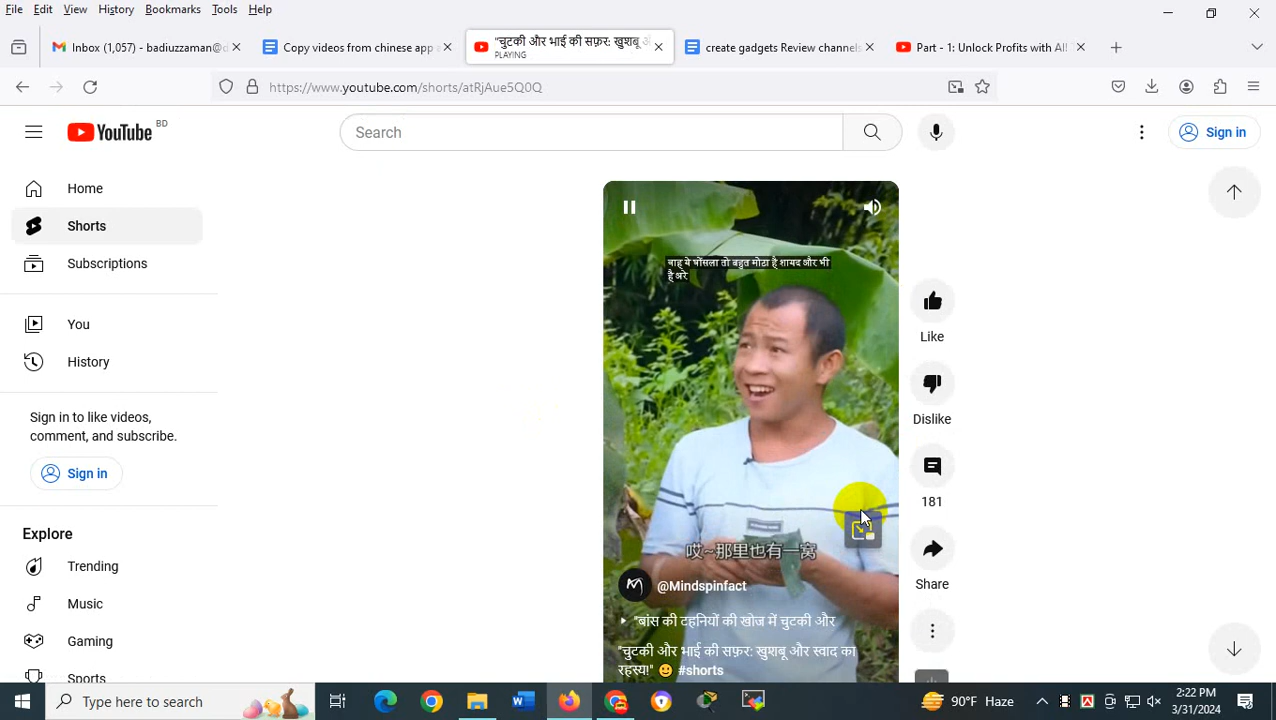 File Edit View History Bookmarks Tools Help
Inbox (1,057) - badiuzzaman@d
Copy videos from chinese app
"चुटकी और भाई की सफ़र: खुशबू
PLAYING
create gadgets Review channels
Part - 1: Unlock Profits with AI!
https://www.youtube.com/shorts/atRjAue5Q0Q
YouTube BD
Search
Sign in
Home
Shorts
Subscriptions
You
History
Sign in to like videos,
comment, and subscribe.
Sign in
Explore
Trending
Music
Gaming
Sports
वाह ये घोंसला तो बहुत मोटा है शायद और भी
है अरे
哎~那里也有一窝
@Mindspinfact
"बांस की टहनियों की खोज में चुटकी और
"चुटकी और भाई की सफ़र: खुशबू और स्वाद का
रहस्य!" 🙂 #shorts
Like
Dislike
181
Share
Type here to search
90°F Haze
2:22 PM
3/31/2024